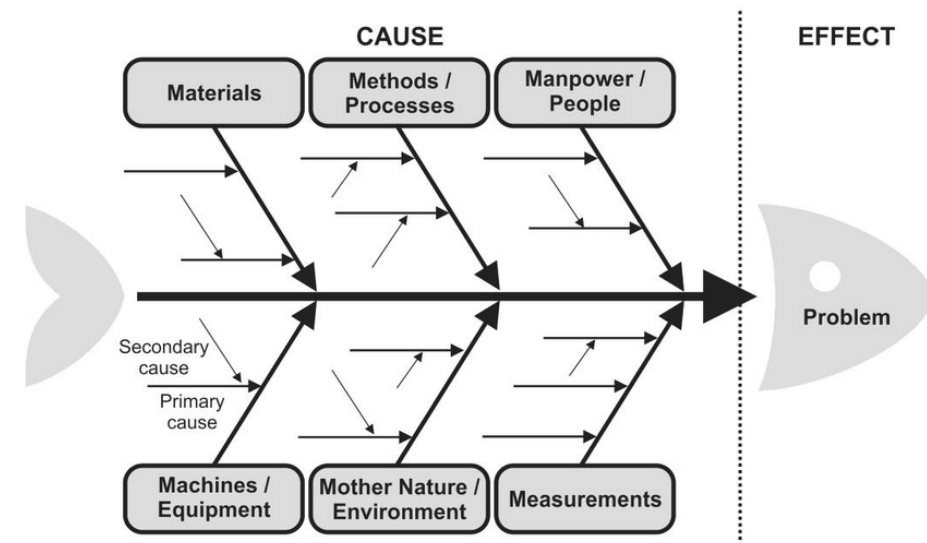 CAUSE
EFFECT
Materials
Methods /
Processes
Manpower /
People
Problem
Secondary
cause
Primary
cause
Machines /
Equipment
Mother Nature /
Environment
Measurements